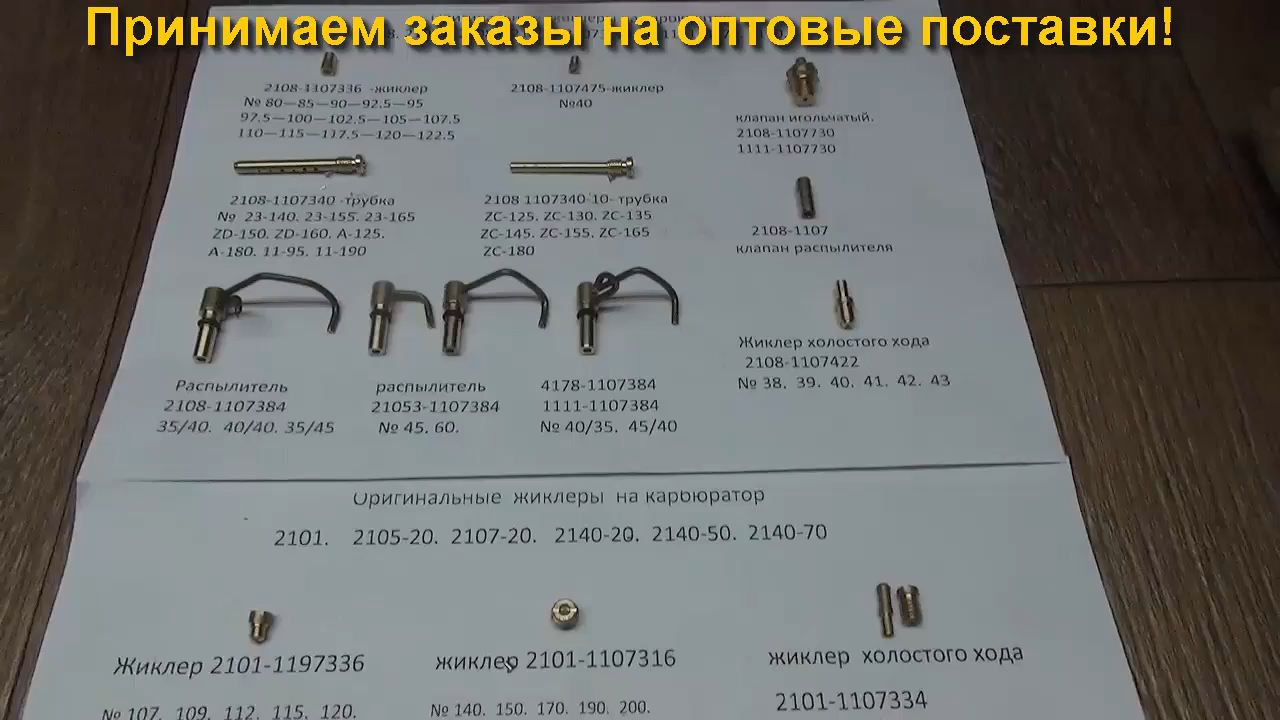 Принимаем заказы на оптовые поставки!
2108-1107336 -жиклер
№ 80—85—90—92.5—95
97.5—100—102.5—105—107.5
110—115—117.5—120—122.5
2108-1107475-жиклер
№40
клапан игольчатый.
2108-1107730
1111-1107730
2108-1107340 -трубка
№ 23-140. 23-155. 23-165
ZD-150. ZD-160. A-125.
A-180. 11-95. 11-190
2108 1107340 10- трубка
ZC-125. ZC-130. ZC-135
ZC-145. ZC-155. ZC-165
ZC-180
2108-1107
клапан распылителя
Распылитель
2108-1107384
35/40. 40/40. 35/45
распылитель
21053-1107384
№ 45. 60.
4178-1107384
1111-1107384
№ 40/35. 45/40
Жиклер холостого хода
2108-1107422
№ 38. 39. 40. 41. 42. 43
Оригинальные жиклеры на карбюратор
2101. 2105-20. 2107-20. 2140-20. 2140-50. 2140-70
Жиклер 2101-1197336
№ 107. 109. 112. 115. 120.
жиклер 2101-1107316
№ 140. 150. 170. 190. 200.
жиклер холостого хода
2101-1107334